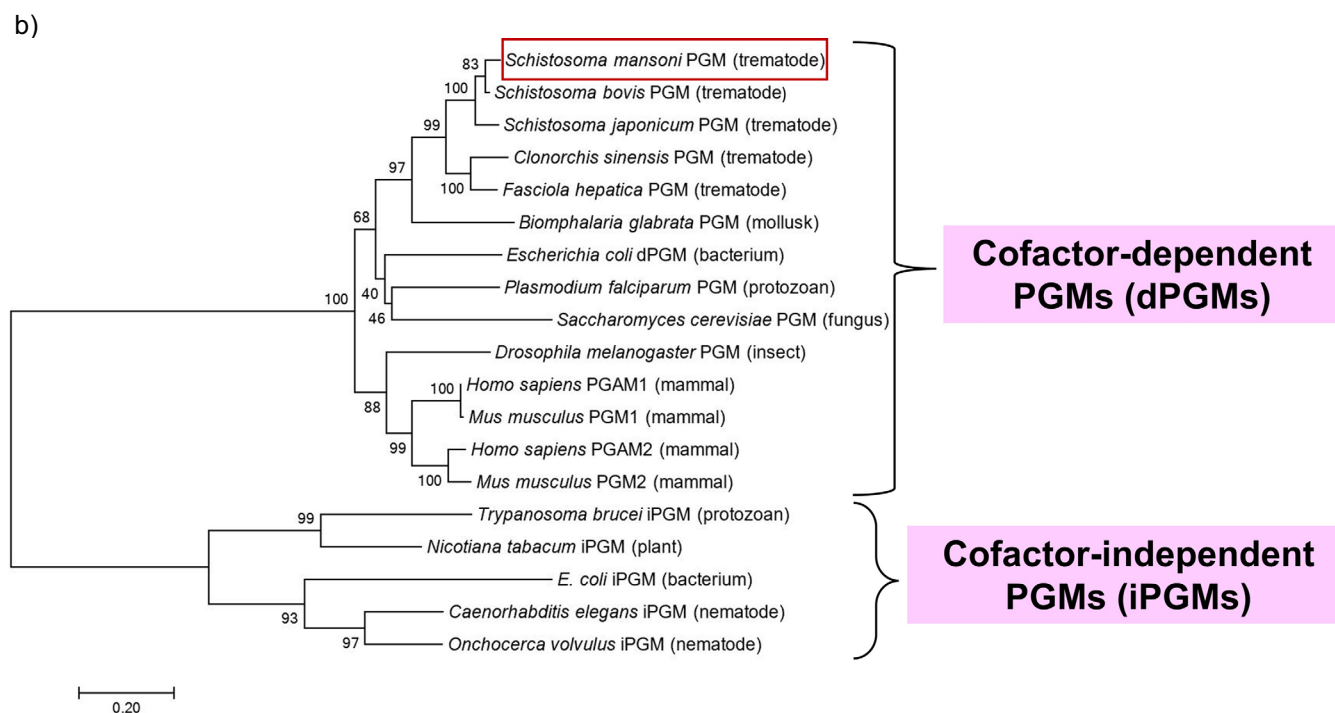 b)
83
Schistosoma mansoni PGM (trematode)
100
Schistosoma bovis PGM (trematode)
99
Schistosoma japonicum PGM (trematode)
97
Clonorchis sinensis PGM (trematode)
100
Fasciola hepatica PGM (trematode)
68
Biomphalaria glabrata PGM (mollusk)
Escherichia coli dPGM (bacterium)
Cofactor-dependent
PGMs (dPGMs)
100
40
Plasmodium falciparum PGM (protozoan)
46
Saccharomyces cerevisiae PGM (fungus)
Drosophila melanogaster PGM (insect)
100
Homo sapiens PGAM1 (mammal)
88
Mus musculus PGM1 (mammal)
99
Homo sapiens PGAM2 (mammal)
100
Mus musculus PGM2 (mammal)
99
Trypanosoma brucei iPGM (protozoan)
Nicotiana tabacum iPGM (plant)
Cofactor-independent
PGMs (iPGMs)
E. coli iPGM (bacterium)
93
Caenorhabditis elegans iPGM (nematode)
97
Onchocerca volvulus iPGM (nematode)
0.20